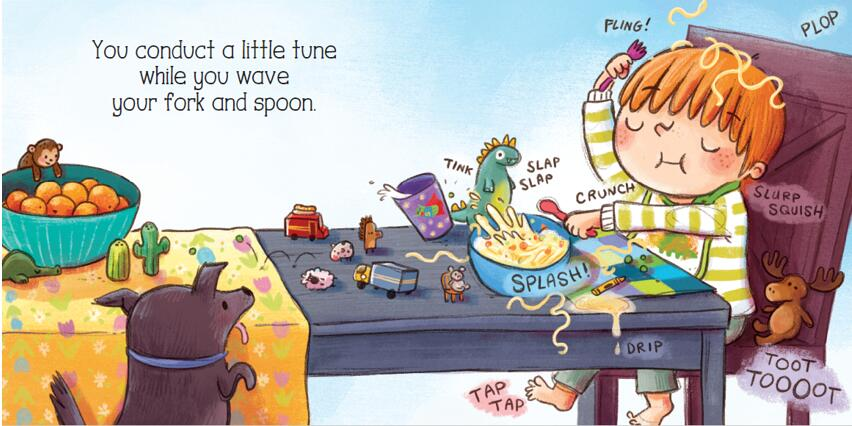 You conduct a little tune
while you wave
your fork and spoon.
PLING!
PLOP
TINK
SLAP
SLAP
CRUNCH
SLURP
SQUISH
SPLASH!
DRIP
TOOT
TOOOOT
TAP
TAP